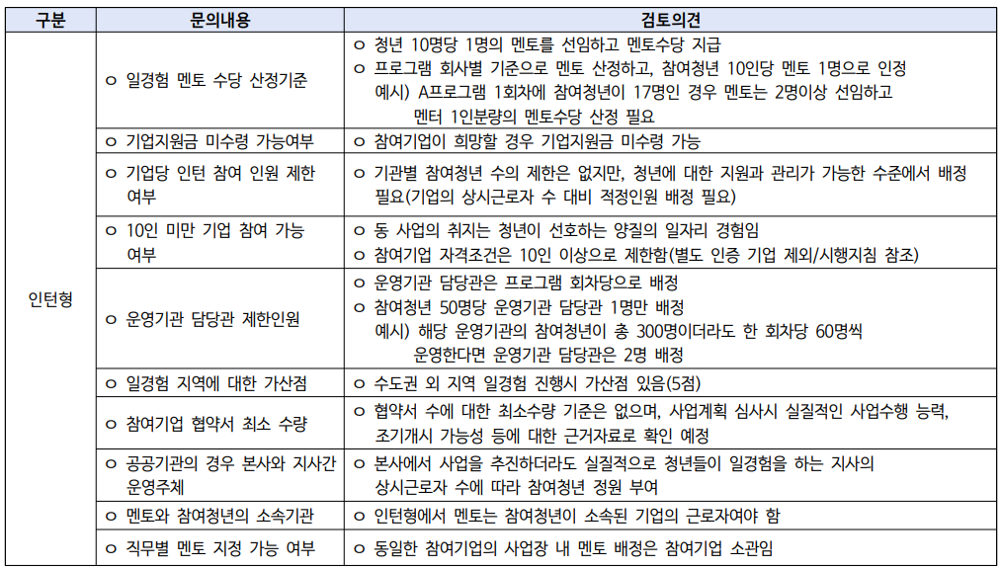 구분 문의내용 검토의견
인턴형
ㅇ 일경험 멘토 수당 산정기준
ㅇ 청년 10명당 1명의 멘토를 선임하고 멘토수당 지급
ㅇ 프로그램 회사별 기준으로 멘토 산정하고, 참여청년 10인당 멘토 1명으로 인정
예시) A프로그램 1회차에 참여청년이 17명인 경우 멘토는 2명이상 선임하고
멘터 1인분량의 멘토수당 산정 필요
ㅇ 기업지원금 미수령 가능여부
ㅇ 참여기업이 희망할 경우 기업지원금 미수령 가능
ㅇ 기업당 인턴 참여 인원 제한
여부
ㅇ 기관별 참여청년 수의 제한은 없지만, 청년에 대한 지원과 관리가 가능한 수준에서 배정
필요(기업의 상시근로자 수 대비 적정인원 배정 필요)
ㅇ 10인 미만 기업 참여 가능
여부
ㅇ 동 사업의 취지는 청년이 선호하는 양질의 일자리 경험임
ㅇ 참여기업 자격조건은 10인 이상으로 제한함(별도 인증 기업 제외/시행지침 참조)
ㅇ 운영기관 담당관 제한인원
ㅇ 운영기관 담당관은 프로그램 회차당으로 배정
ㅇ 참여청년 50명당 운영기관 담당관 1명만 배정
예시) 해당 운영기관의 참여청년이 총 300명이더라도 한 회차당 60명씩
운영한다면 운영기관 담당관은 2명 배정
ㅇ 일경험 지역에 대한 가산점
ㅇ 수도권 외 지역 일경험 진행시 가산점 있음(5점)
ㅇ 참여기업 협약서 최소 수량
ㅇ 협약서 수에 대한 최소수량 기준은 없으며, 사업계획 심사시 실질적인 사업수행 능력,
조기개시 가능성 등에 대한 근거자료로 확인 예정
ㅇ 공공기관의 경우 본사와 지사간
운영주체
ㅇ 본사에서 사업을 추진하더라도 실질적으로 청년들이 일경험을 하는 지사의
상시근로자 수에 따라 참여청년 정원 부여
ㅇ 멘토와 참여청년의 소속기관
ㅇ 인턴형에서 멘토는 참여청년이 소속된 기업의 근로자여야 함
ㅇ 직무별 멘토 지정 가능 여부
ㅇ 동일한 참여기업의 사업장 내 멘토 배정은 참여기업 소관임